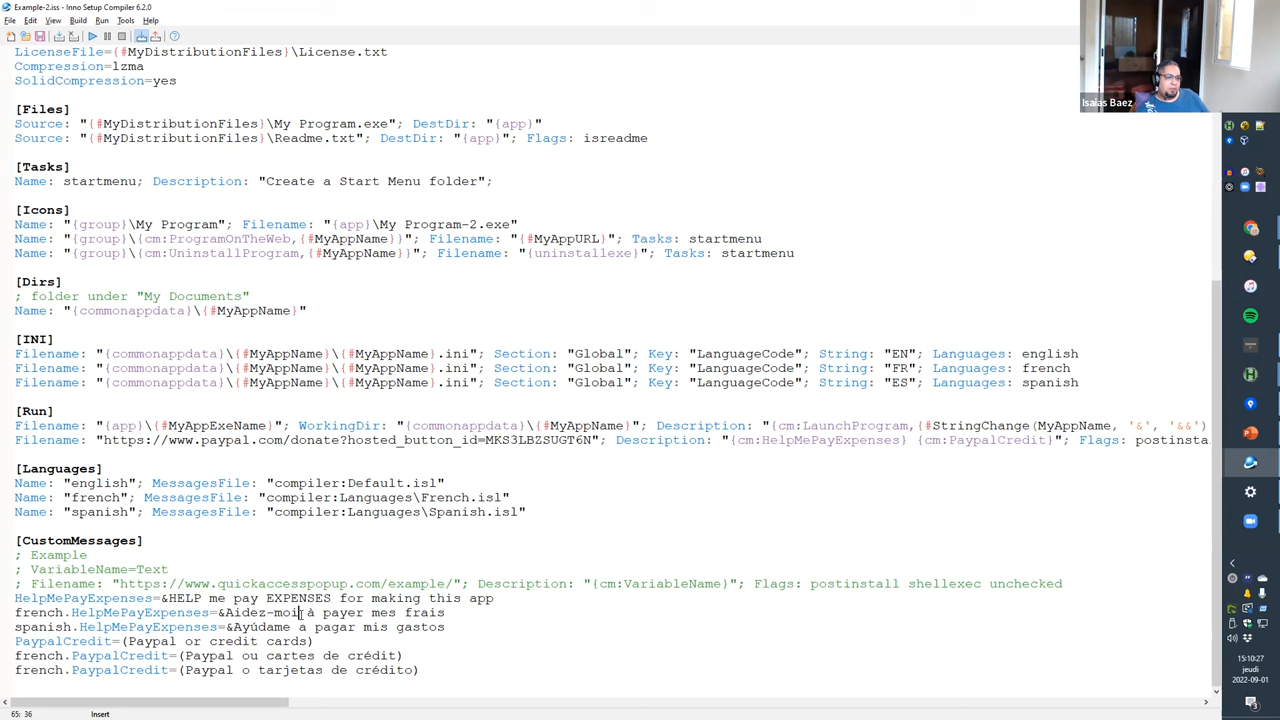 Example-2.iss - Inno Setup Compiler 6.2.0
File Edit View Build Run Tools Help
LicenseFile={#MyDistributionFiles}\License.txt
Compression=lzma
SolidCompression=yes
[Files]
Source: "{#MyDistributionFiles}\My Program.exe"; DestDir: "{app}"
Source: "{#MyDistributionFiles}\Readme.txt"; DestDir: "{app}"; Flags: isreadme
[Tasks]
Name: startmenu; Description: "Create a Start Menu folder";
[Icons]
Name: "{group}\My Program"; Filename: "{app}\My Program-2.exe"
Name: "{group}\{cm:ProgramOnTheWeb,{#MyAppName}}"; Filename: "{#MyAppURL}"; Tasks: startmenu
Name: "{group}\{cm:UninstallProgram,{#MyAppName}}"; Filename: "{uninstallexe}"; Tasks: startmenu
[Dirs]
; folder under "My Documents"
Name: "{commonappdata}\{#MyAppName}"
[INI]
Filename: "{commonappdata}\{#MyAppName}\{#MyAppName}.ini"; Section: "Global"; Key: "LanguageCode"; String: "EN"; Languages: english
Filename: "{commonappdata}\{#MyAppName}\{#MyAppName}.ini"; Section: "Global"; Key: "LanguageCode"; String: "FR"; Languages: french
Filename: "{commonappdata}\{#MyAppName}\{#MyAppName}.ini"; Section: "Global"; Key: "LanguageCode"; String: "ES"; Languages: spanish
[Run]
Filename: "{app}\{#MyAppExeName}"; WorkingDir: "{commonappdata}\{#MyAppName}"; Description: "{cm:LaunchProgram,{#StringChange(MyAppName, '&', '&&')
Filename: "https://www.paypal.com/donate?hosted_button_id=MKS3LBZSUGT6N"; Description: "{cm:HelpMePayExpenses} {cm:PaypalCredit}"; Flags: postinsta
[Languages]
Name: "english"; MessagesFile: "compiler:Default.isl"
Name: "french"; MessagesFile: "compiler:Languages\French.isl"
Name: "spanish"; MessagesFile: "compiler:Languages\Spanish.isl"
[CustomMessages]
; Example
; VariableName=Text
; Filename: "https://www.quickaccesspopup.com/example/"; Description: "{cm:VariableName}"; Flags: postinstall shellexec unchecked
HelpMePayExpenses=&HELP me pay EXPENSES for making this app
french.HelpMePayExpenses=&Aidez-moi à payer mes frais
spanish.HelpMePayExpenses=&Ayúdame a pagar mis gastos
PaypalCredit=(Paypal or credit cards)
french.PaypalCredit=(Paypal ou cartes de crédit)
french.PaypalCredit=(Paypal o tarjetas de crédito)
65: 36 Insert
Isaias Baez
15:10:27
jeudi
2022-09-01
3